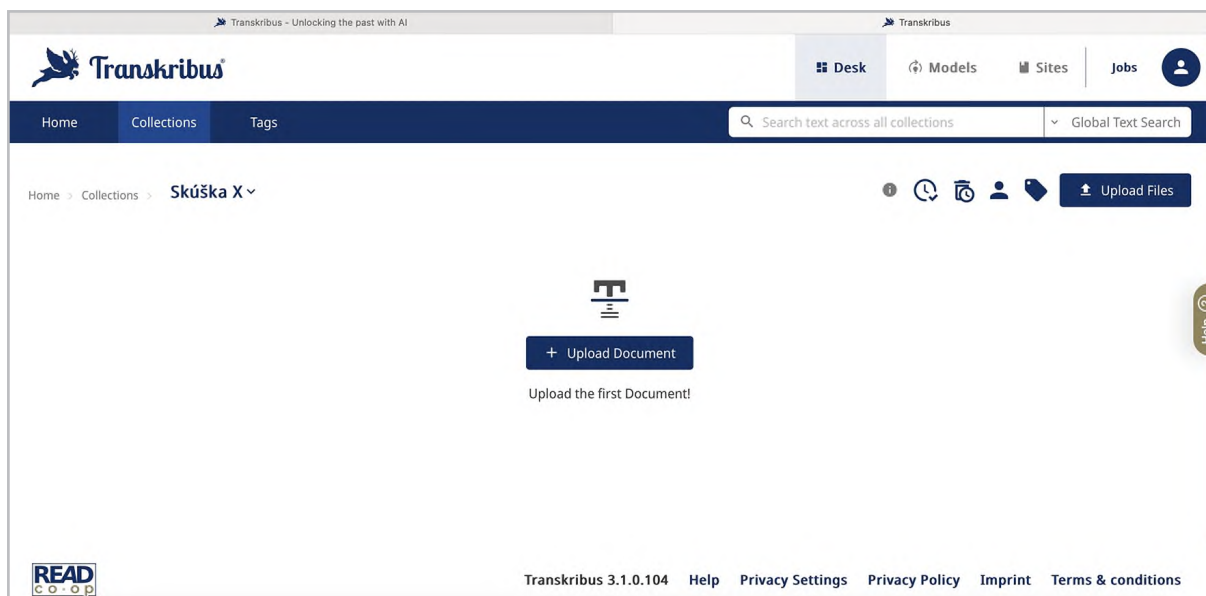 Transkribus - Unlocking the past with AI Transkribus
Transkribus® Desk Models Sites Jobs
Home Collections Tags Search text across all collections Global Text Search
Home > Collections > Skúška X Upload Files
Help
+ Upload Document
Upload the first Document!
READ
co·op
Transkribus 3.1.0.104 Help Privacy Settings Privacy Policy Imprint Terms & conditions